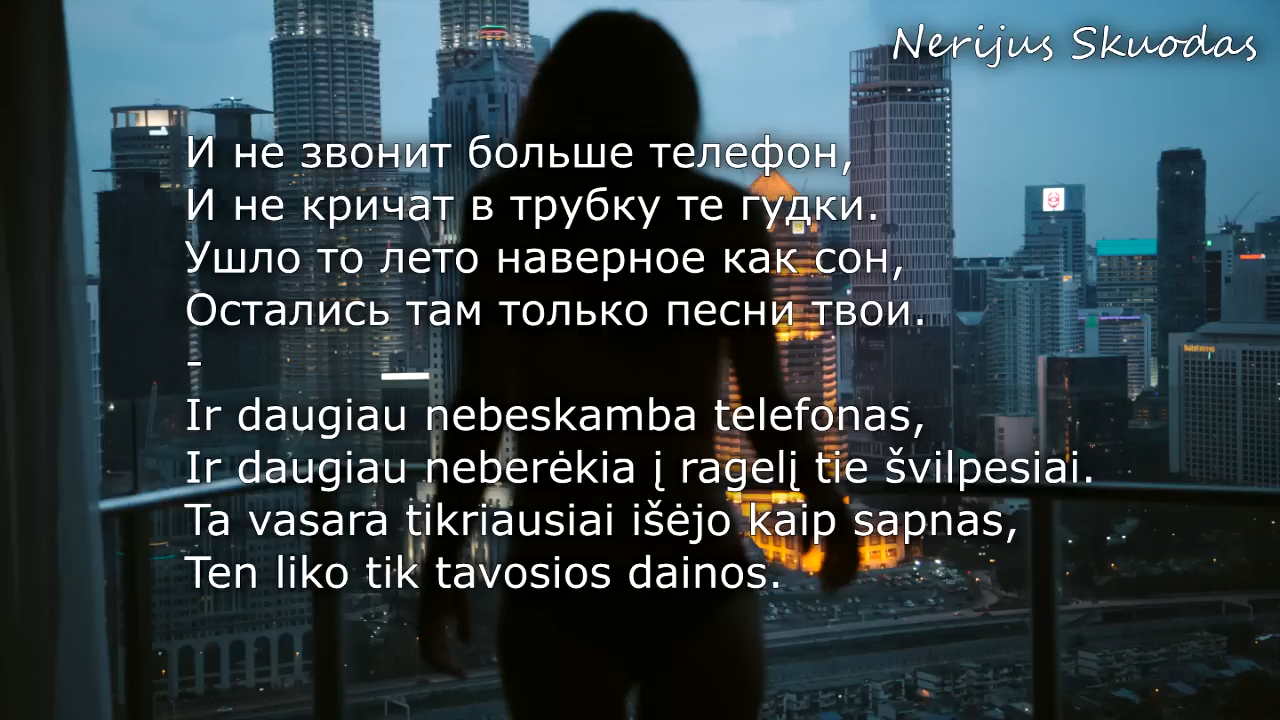 Nerijus Skuodas
И не звонит больше телефон,
И не кричат в трубку те гудки.
Ушло то лето наверное как сон,
Остались там только песни твои.
-
Ir daugiau nebeskamba telefonas,
Ir daugiau neberėkia į ragelį tie švilpesiai.
Ta vasara tikriausiai išėjo kaip sapnas,
Ten liko tik tavosios dainos.